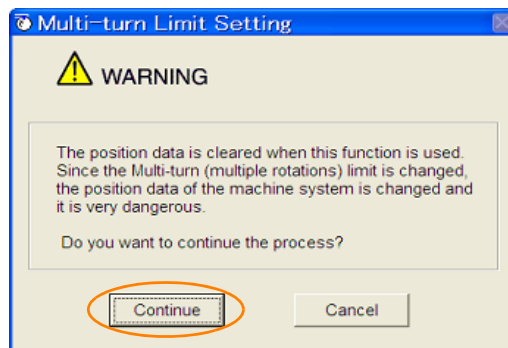 Multi-turn Limit Setting
WARNING
The position data is cleared when this function is used.
Since the Multi-turn (multiple rotations) limit is changed,
the position data of the machine system is changed and
it is very dangerous.
Do you want to continue the process?
Continue
Cancel